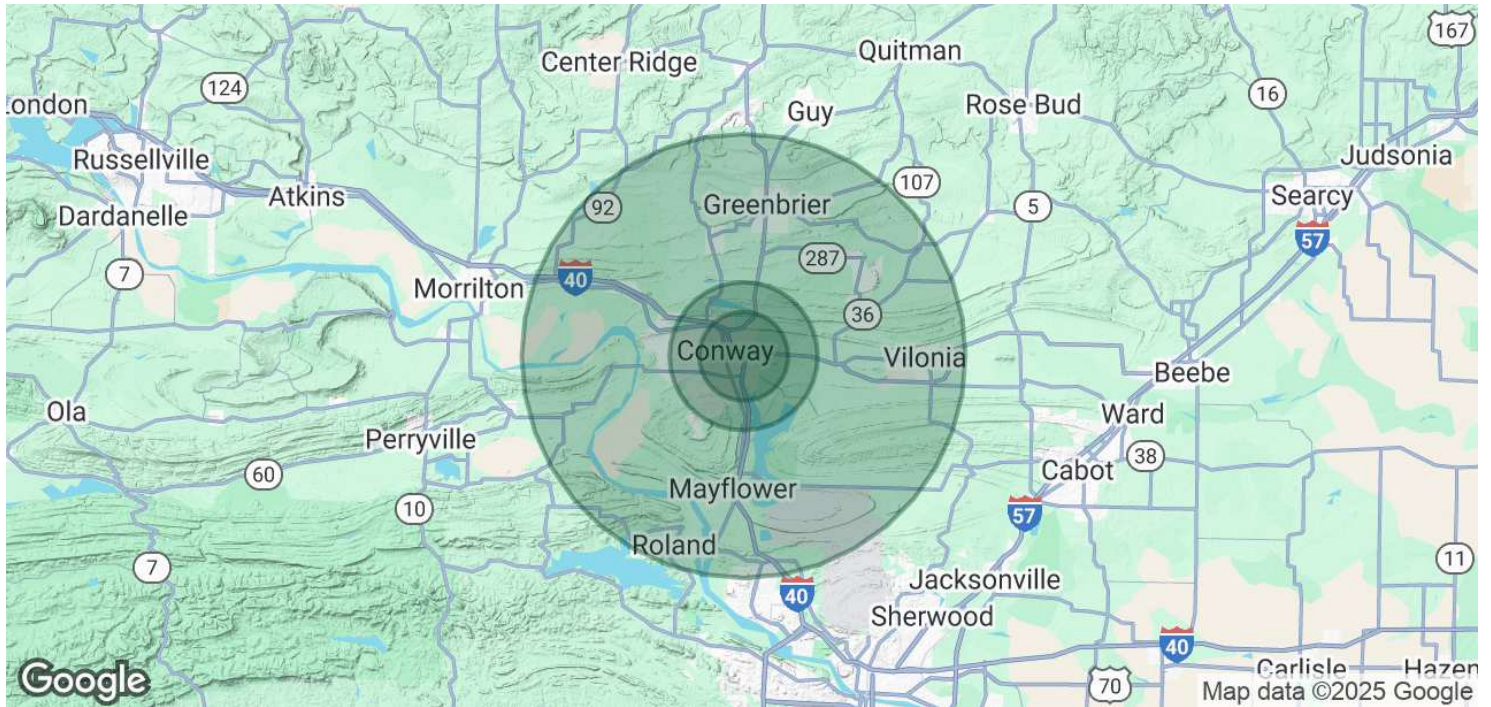 167
Quitman
Center Ridge
124
16
London
Guy
Rose Bud
Russellville
Judsonia
Atkins
107
Searcy
92
Greenbrier
5
Dardanelle
57
287
7
40
Morrilton
36
Conway
Vilonia
Beebe
Ola
Ward
Perryville
38
60
Cabot
Mayflower
10
57
Roland
11
7
Jacksonville
40
Sherwood
40
Carlisle
Hazen
Google
70
Map data ©2025 Google